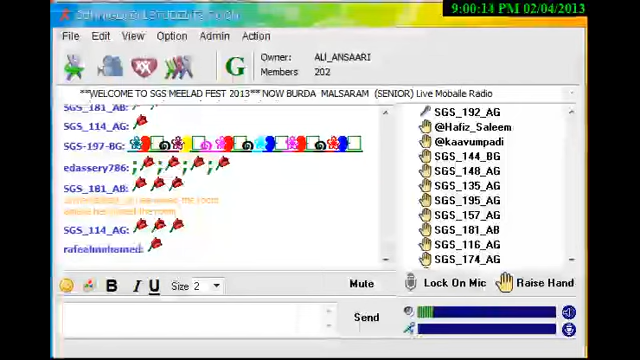 9:00:14 PM 02/04/2013
File Edit View Option Admin Action
Owner: ALI_ANSAARI
Members 202
G
**WELCOME TO SGS MEELAD FEST 2013** NOW BURDA MALSARAM (SENIOR) Live Mobaile Radio
SGS_181_AB:
SGS_114_AG:
SGS-197-BG:
edassery786: ; ; ; ;
SGS_181_AB:
SGS_114_AG:
SGS_192_AG
@Hafiz_Saleem
@kaavumpadi
SGS_144_BG
SGS_148_AG
SGS_135_AG
SGS_195_AG
SGS_157_AG
SGS_181_AB
SGS_116_AG
SGS_174_AG
B I U Size 2 Mute
Lock On Mic Raise Hand
Send